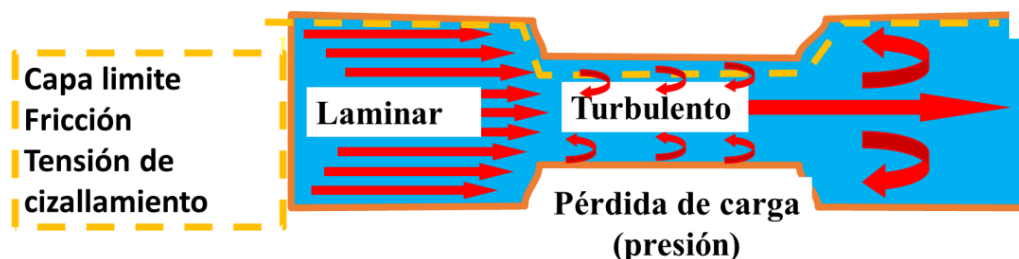 Capa limite
Fricción
Tensión de
cizallamiento
Laminar
Turbulento
Pérdida de carga
(presión)